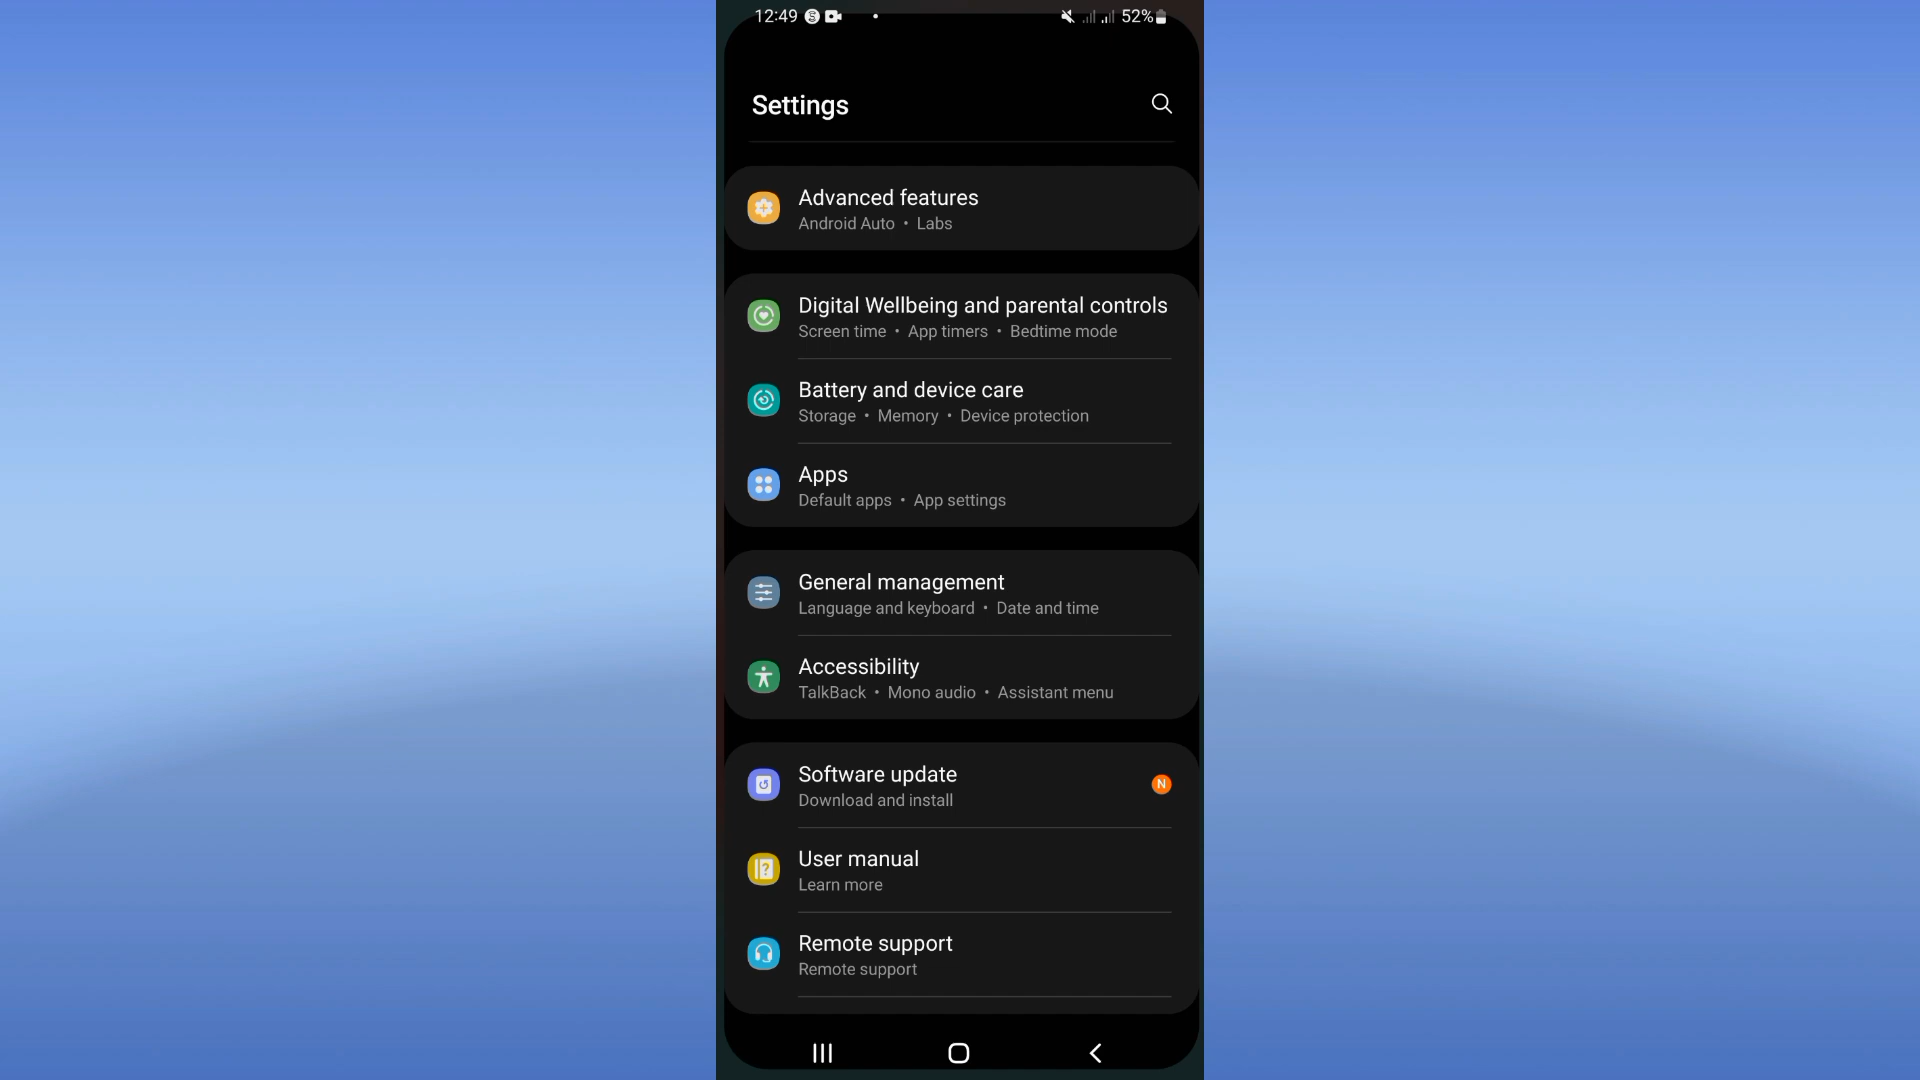 12:49 52%
Settings
Advanced features
Android Auto • Labs
Digital Wellbeing and parental controls
Screen time • App timers • Bedtime mode
Battery and device care
Storage • Memory • Device protection
Apps
Default apps • App settings
General management
Language and keyboard • Date and time
Accessibility
TalkBack • Mono audio • Assistant menu
Software update
Download and install
N
User manual
Learn more
Remote support
Remote support